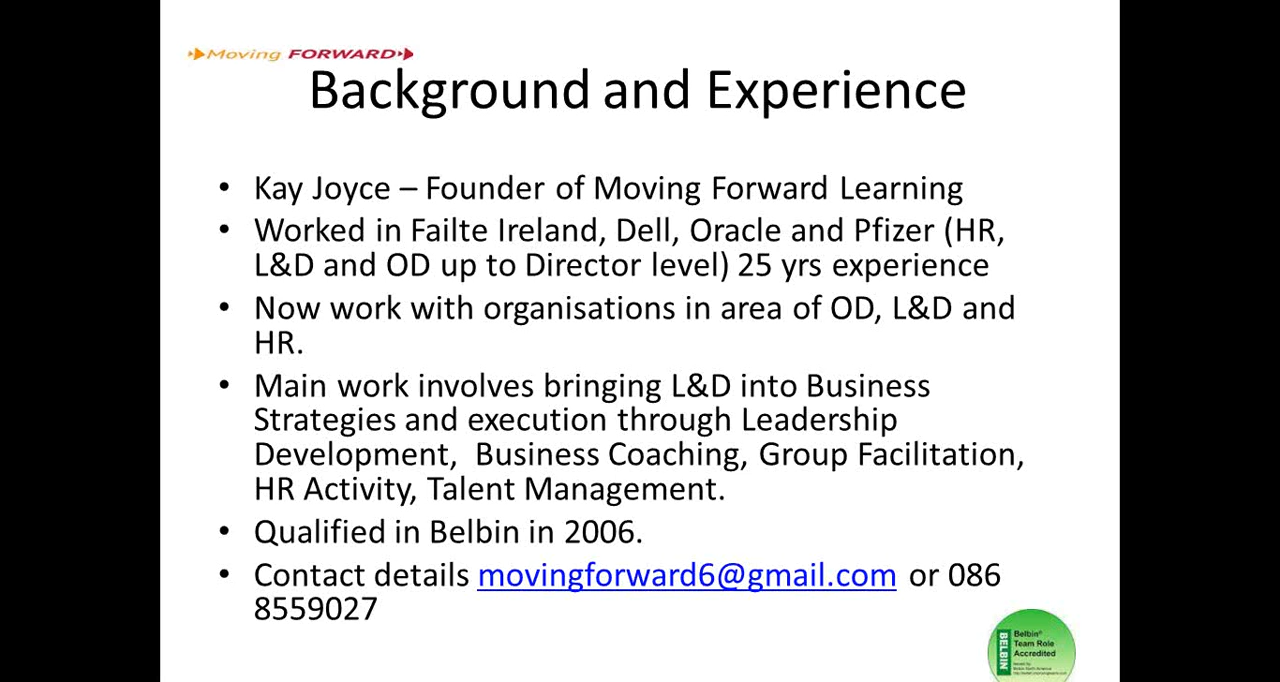 Moving FORWARD
Background and Experience
• Kay Joyce – Founder of Moving Forward Learning
• Worked in Failte Ireland, Dell, Oracle and Pfizer (HR,
L&D and OD up to Director level) 25 yrs experience
• Now work with organisations in area of OD, L&D and
HR.
• Main work involves bringing L&D into Business
Strategies and execution through Leadership
Development, Business Coaching, Group Facilitation,
HR Activity, Talent Management.
• Qualified in Belbin in 2006.
• Contact details movingforward6@gmail.com or 086
8559027
BELBIN
Belbin®
Team Role
Accredited